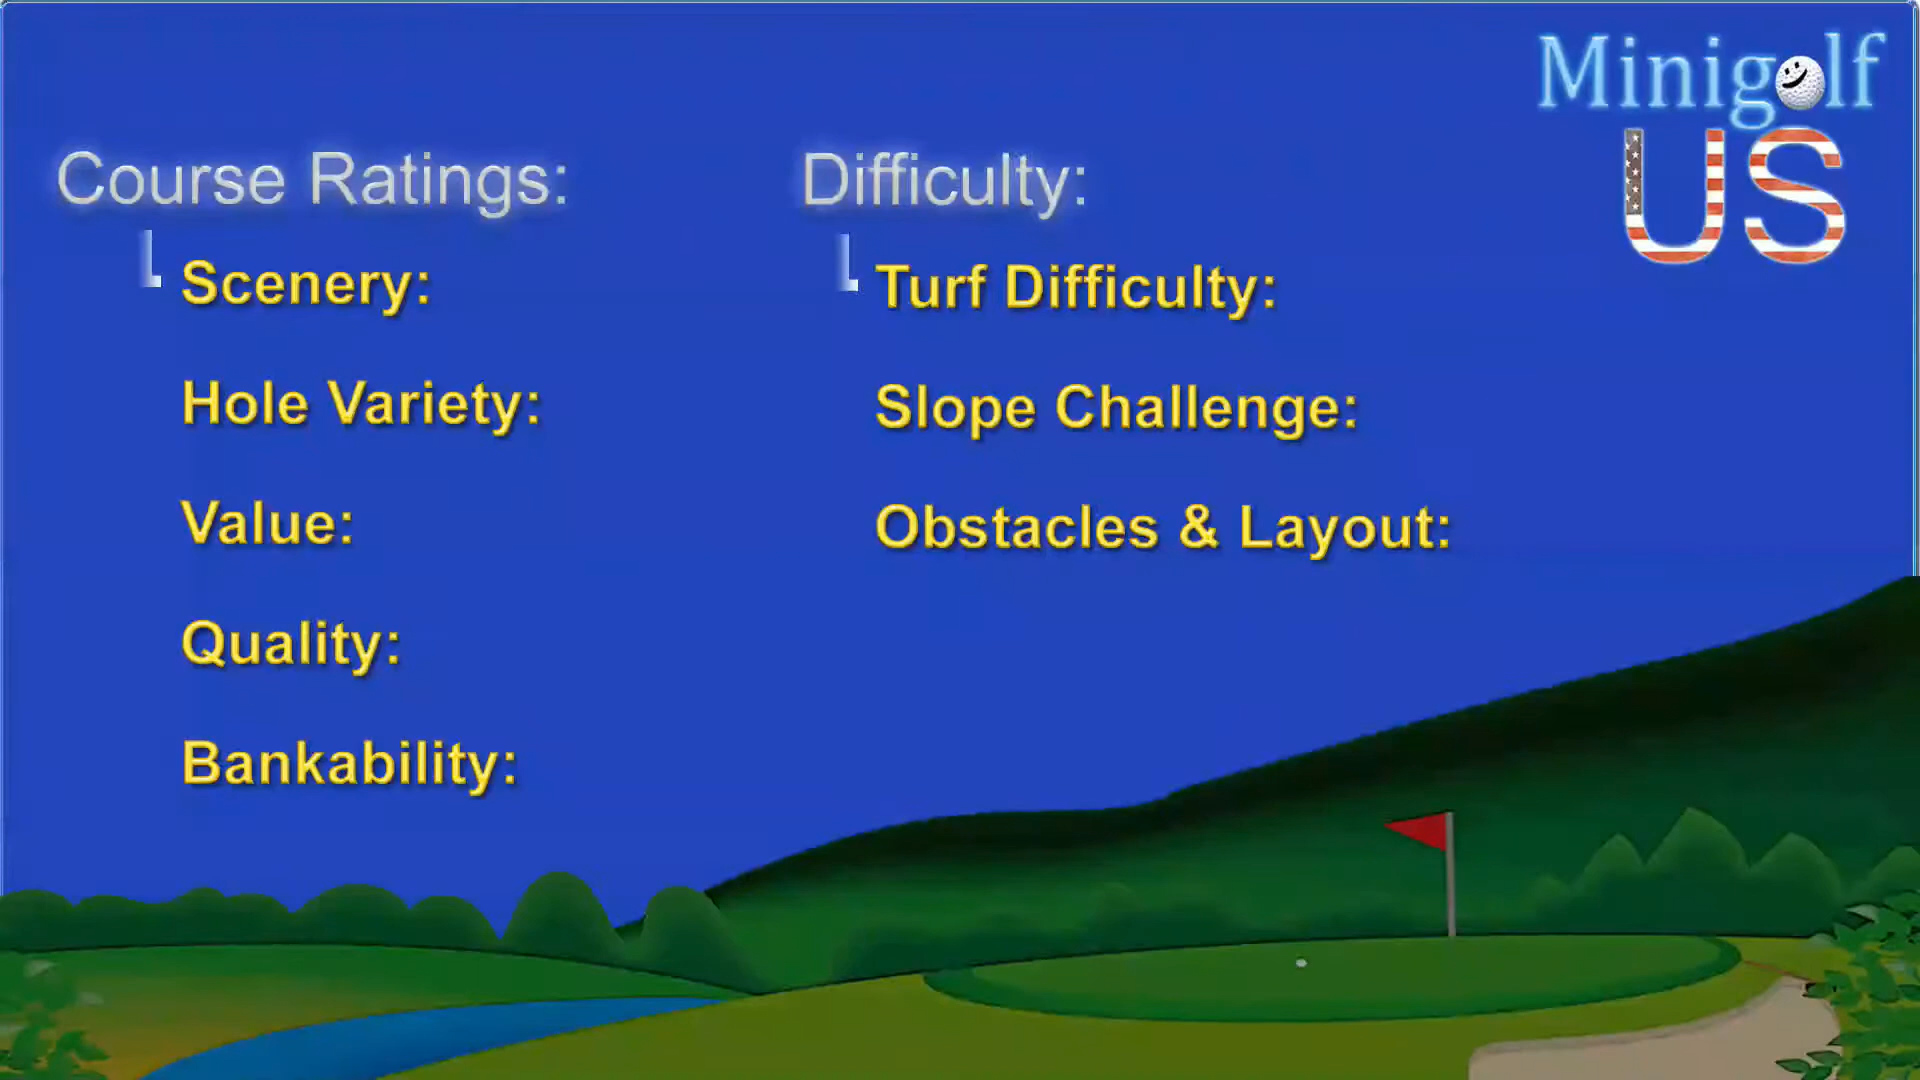 Minigolf
US
Course Ratings:
Scenery:
Hole Variety:
Value:
Quality:
Bankability:
Difficulty:
Turf Difficulty:
Slope Challenge:
Obstacles & Layout: